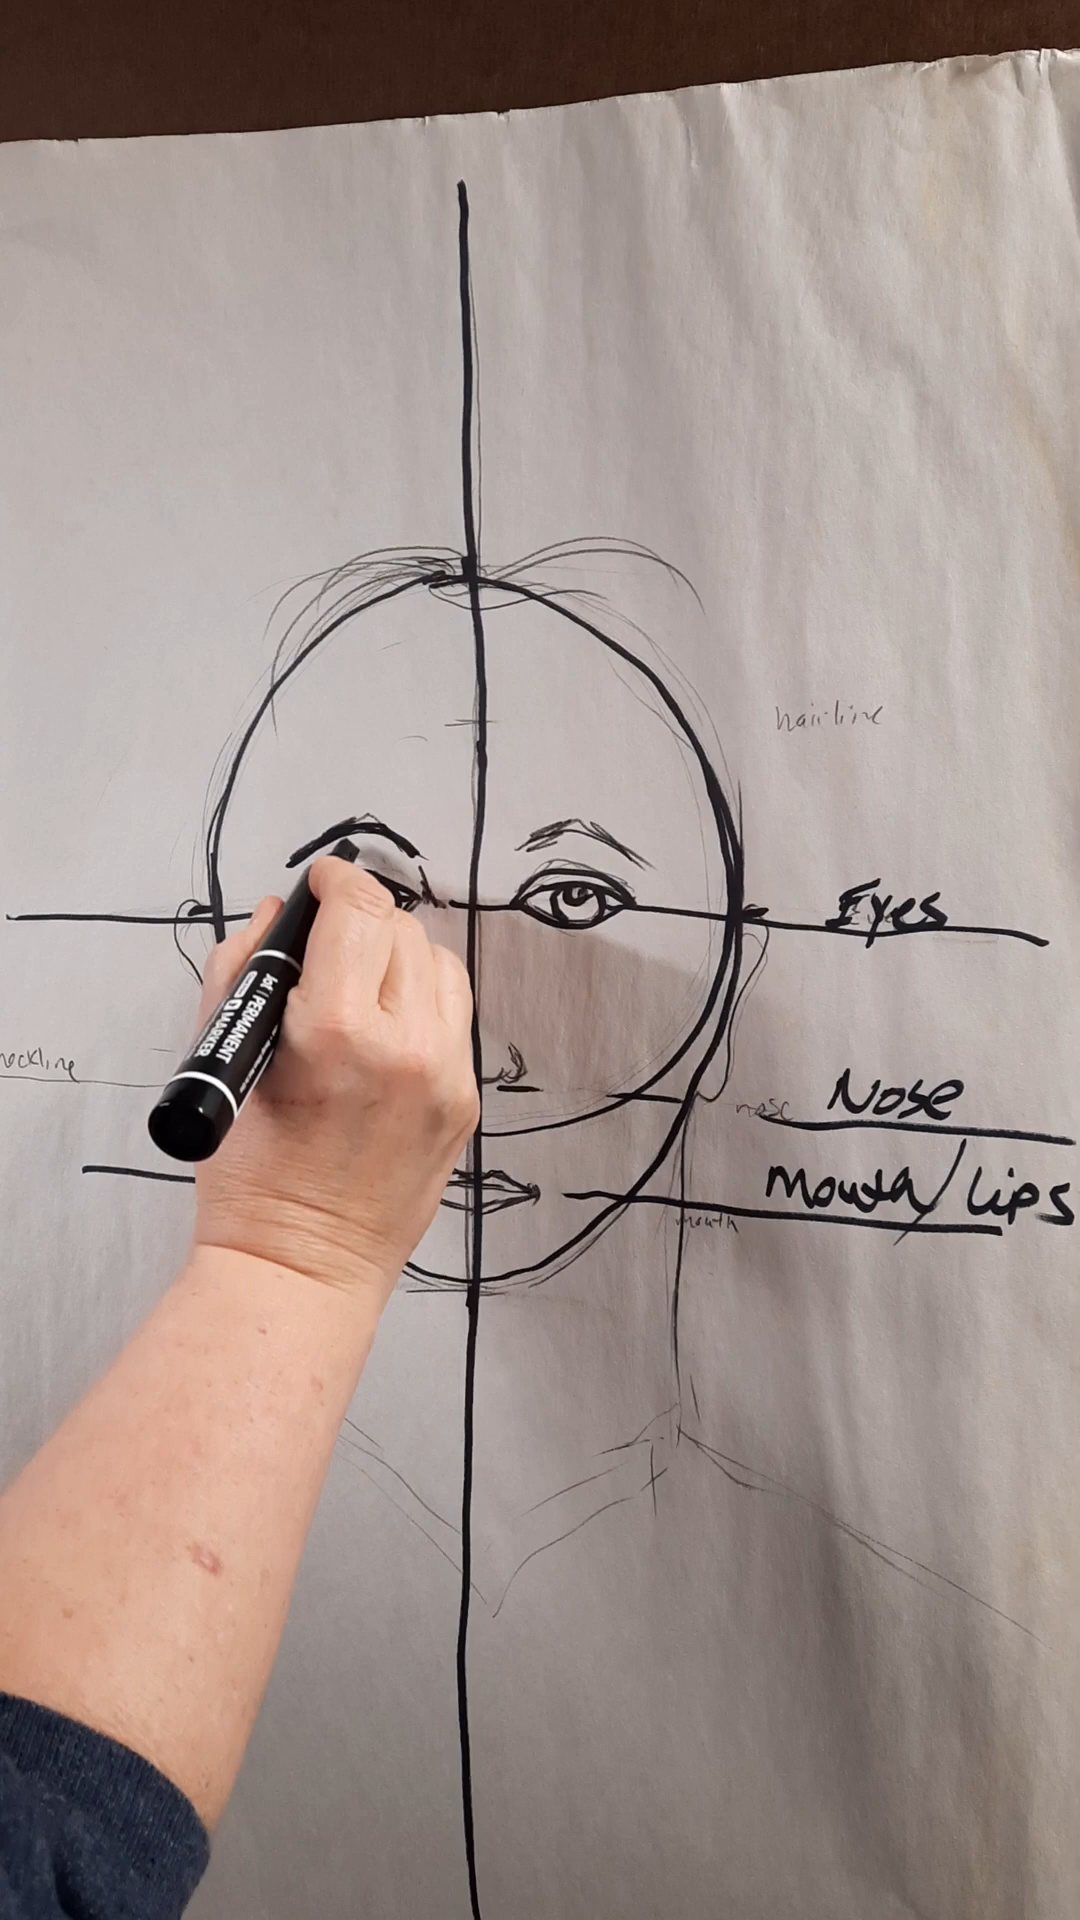 hairline
Eyes
neckline
nose Nose
Mouth/Lips
mouth
PERMANENT
MARKER